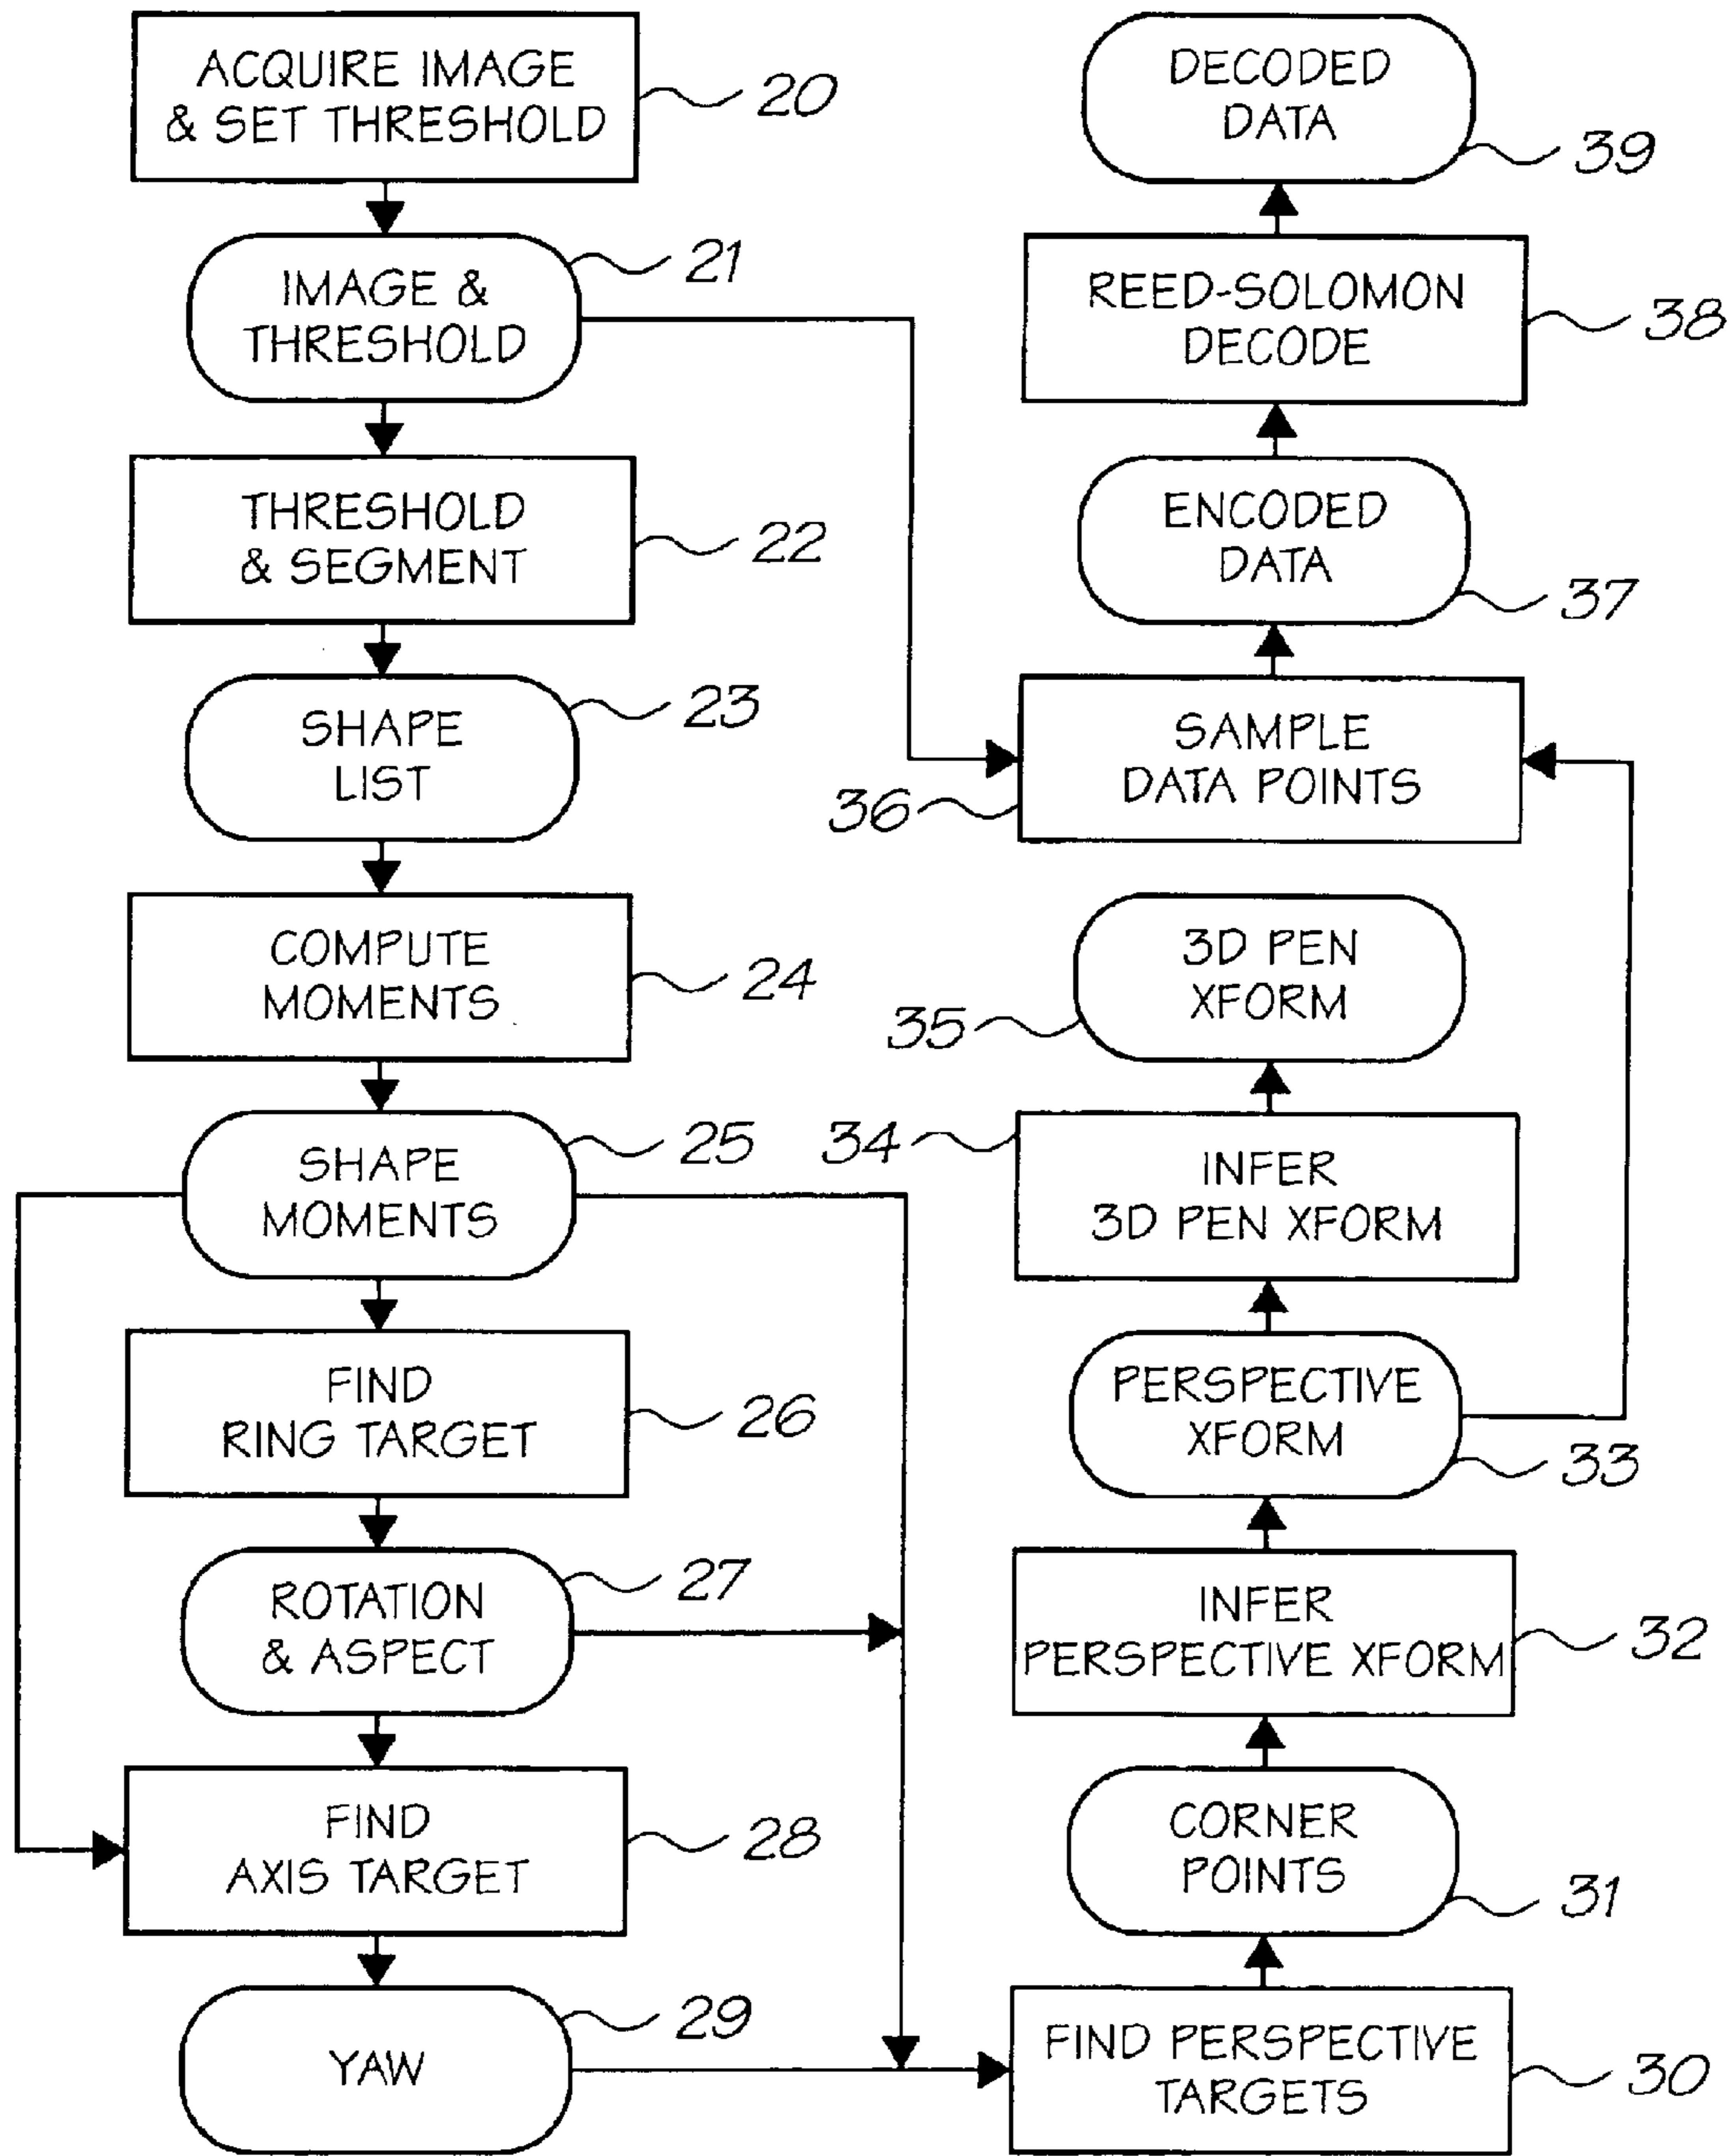 ACQUIRE IMAGE
& SET THRESHOLD
20
IMAGE &
THRESHOLD
21
THRESHOLD
& SEGMENT
22
SHAPE
LIST
23
COMPUTE
MOMENTS
24
SHAPE
MOMENTS
25
FIND
RING TARGET
26
ROTATION
& ASPECT
27
FIND
AXIS TARGET
28
YAW
29
FIND PERSPECTIVE
TARGETS
30
CORNER
POINTS
31
INFER
PERSPECTIVE XFORM
32
PERSPECTIVE
XFORM
33
INFER
3D PEN XFORM
34
3D PEN
XFORM
35
SAMPLE
DATA POINTS
36
ENCODED
DATA
37
REED-SOLOMON
DECODE
38
DECODED
DATA
39